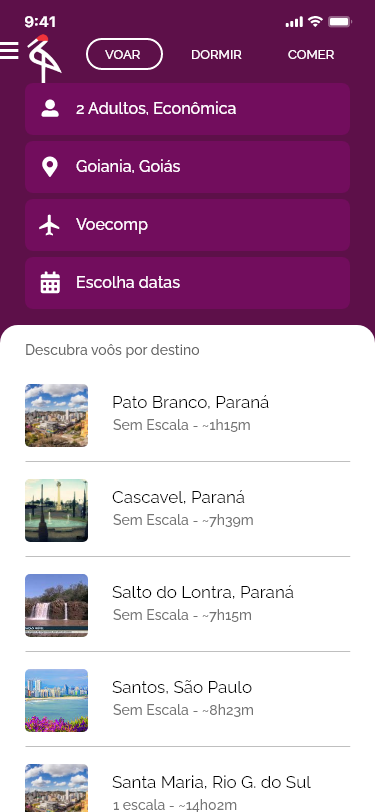 9:41
VOAR
DORMIR
COMER
2 Adultos, Econômica
Goiania, Goiás
Voecomp
Escolha datas
Descubra voôs por destino
Pato Branco, Paraná
Sem Escala - ~1h15m
Cascavel, Paraná
Sem Escala - ~7h39m
Salto do Lontra, Paraná
Sem Escala - ~7h15m
Santos, São Paulo
Sem Escala - ~8h23m
Santa Maria, Rio G. do Sul
1 escala - ~14h02m